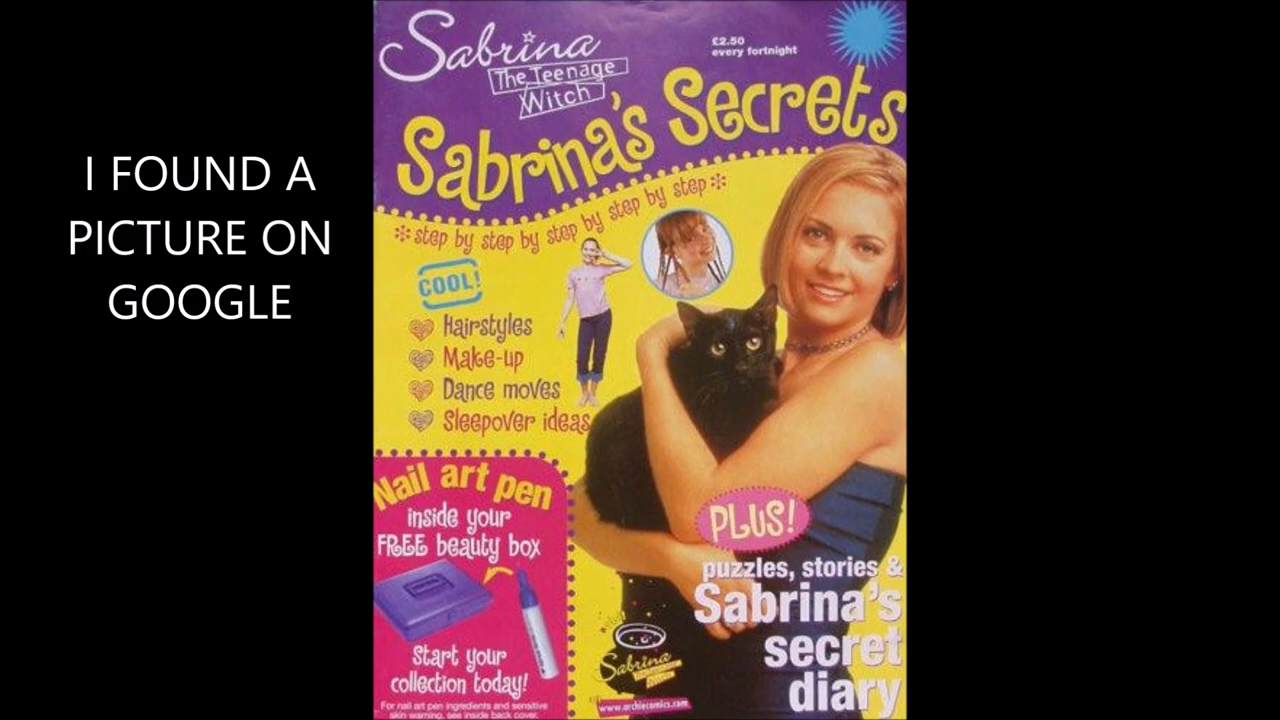 I FOUND A
PICTURE ON
GOOGLE
Sabrina
The Teenage
Witch
£2.50
every fortnight
Sabrina's Secrets
step by step by step by step by step
COOL!
Hairstyles
Make-up
Dance moves
Sleepover ideas
Nail art pen
inside your
FREE beauty box
Start your
collection today!
For nail art pen ingredients and sensitive
skin warning, see inside back cover.
PLUS!
puzzles, stories &
Sabrina's
secret
diary
Sabrina
www.archiecomics.com